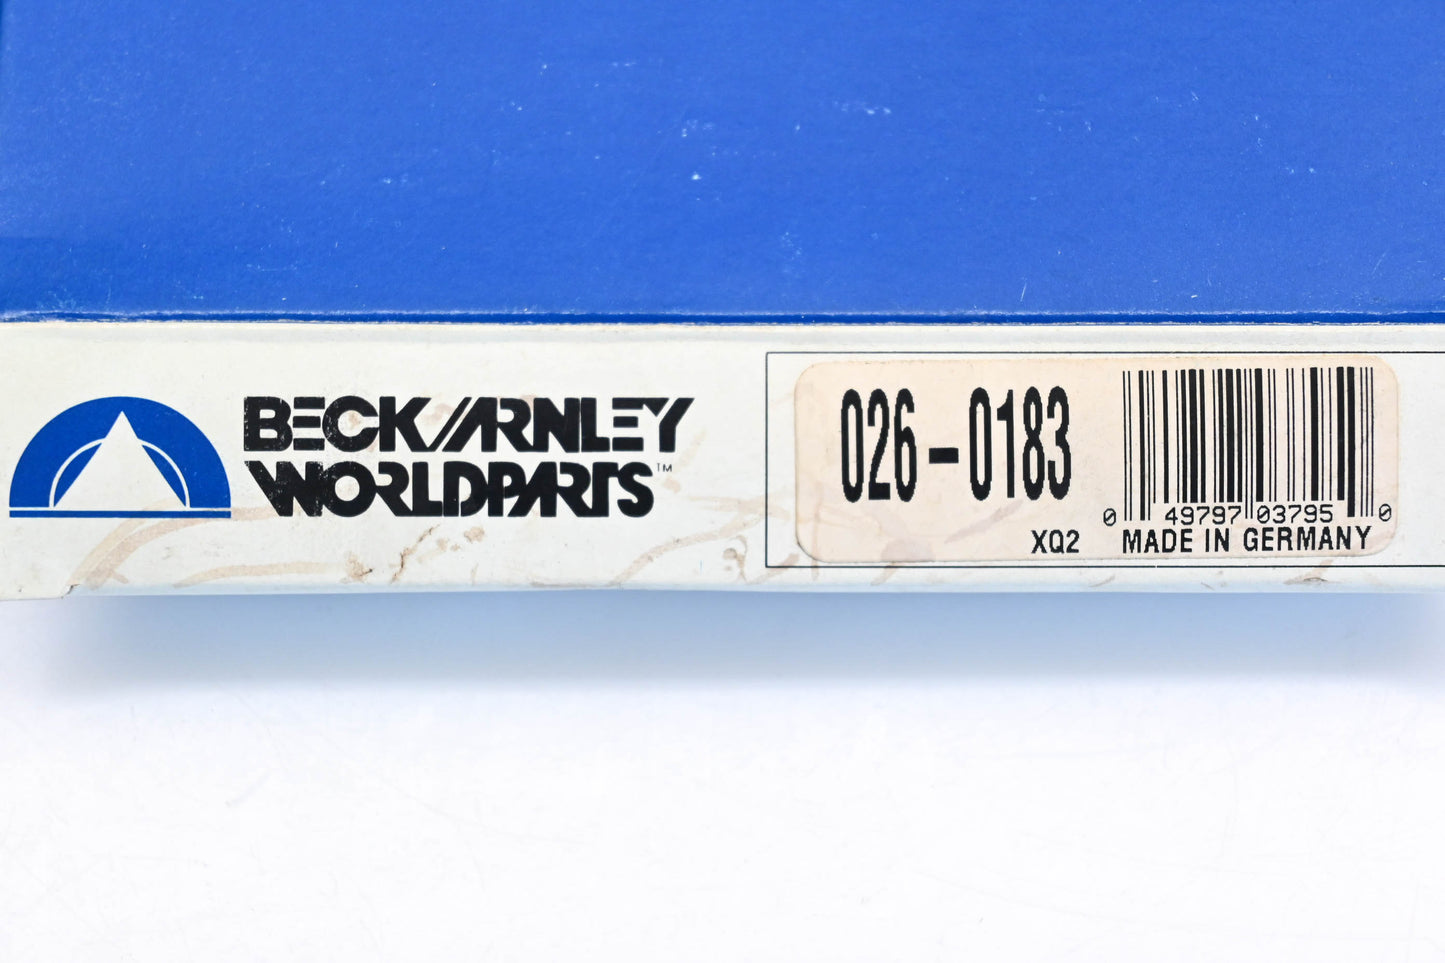 BECK/ARNLEY
WORLDPARTS™
026-0183
0 49797 03795 0
XQ2 MADE IN GERMANY